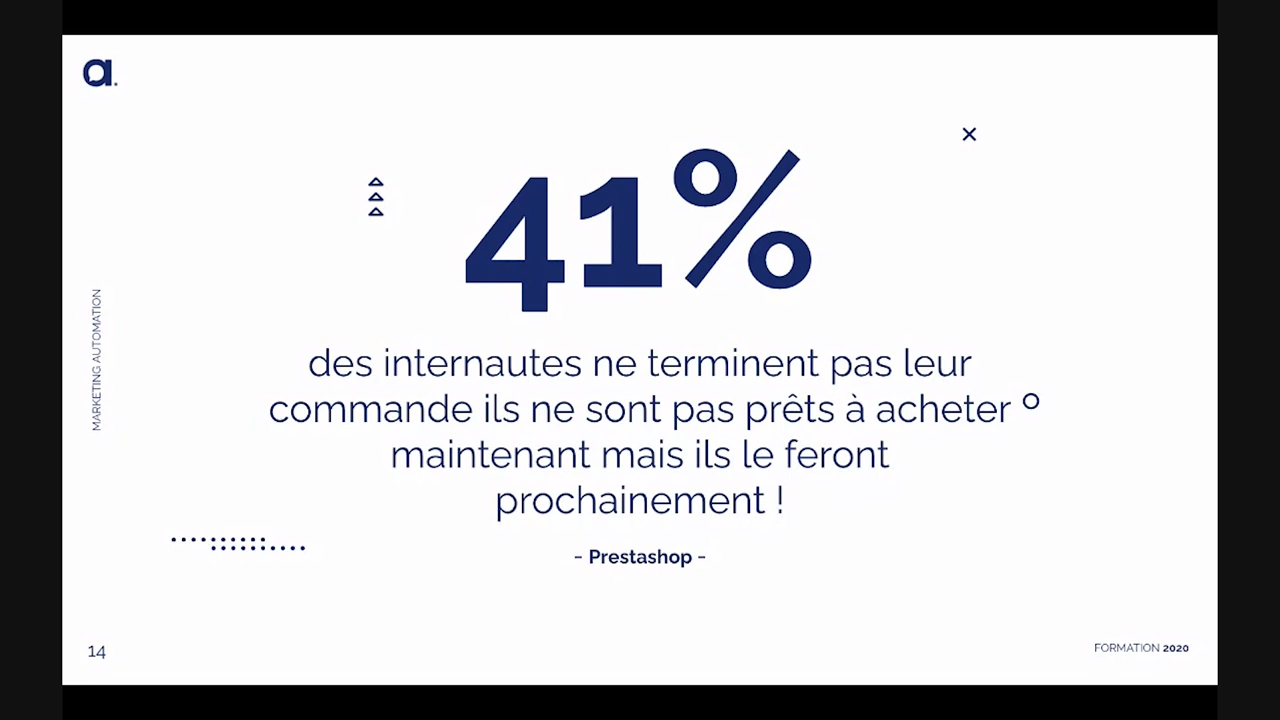 a.
41%
des internautes ne terminent pas leur
commande ils ne sont pas prêts à acheter
maintenant mais ils le feront
prochainement !
- Prestashop -
MARKETING AUTOMATION
14
FORMATION 2020